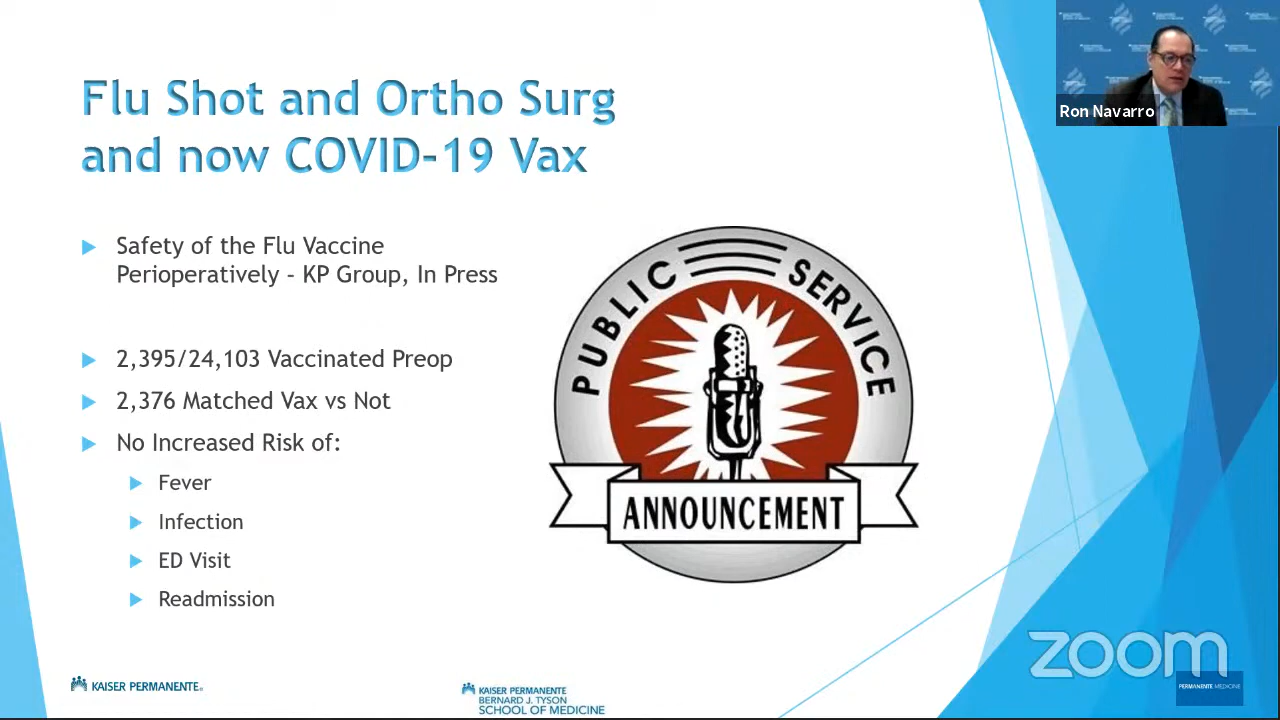 Flu Shot and Ortho Surg
and now COVID-19 Vax
Safety of the Flu Vaccine
Perioperatively – KP Group, In Press
2,395/24,103 Vaccinated Preop
2,376 Matched Vax vs Not
No Increased Risk of:
Fever
Infection
ED Visit
Readmission
PUBLIC SERVICE
ANNOUNCEMENT
Ron Navarro
KAISER PERMANENTE®
KAISER PERMANENTE
BERNARD J. TYSON
SCHOOL OF MEDICINE
zoom
PERMANENTE MEDICINE